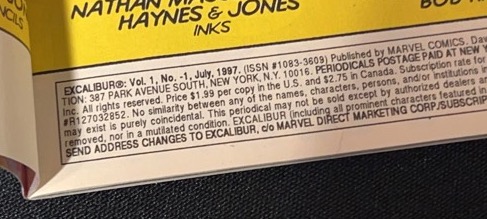 NCILS
NATHAN
HAYNES & JONES
INKS
EXCALIBUR®: Vol. 1, No. -1, July, 1997. (ISSN #1083-3609) Published by MARVEL COMICS, Dav
TION: 387 PARK AVENUE SOUTH, NEW YORK, N.Y. 10016. PERIODICALS POSTAGE PAID AT NEW Y
Inc. All rights reserved. Price $1.99 per copy in the U.S. and $2.75 in Canada. Subscription rate for
#R127032852. No similarity between any of the names, characters, persons, and/or institutions in
may exist is purely coincidental. This periodical may not be sold except by authorized dealers an
removed, nor in a mutilated condition. EXCALIBUR (including all prominent characters featured in
SEND ADDRESS CHANGES TO EXCALIBUR, c/o MARVEL DIRECT MARKETING CORP./SUBSCRIP